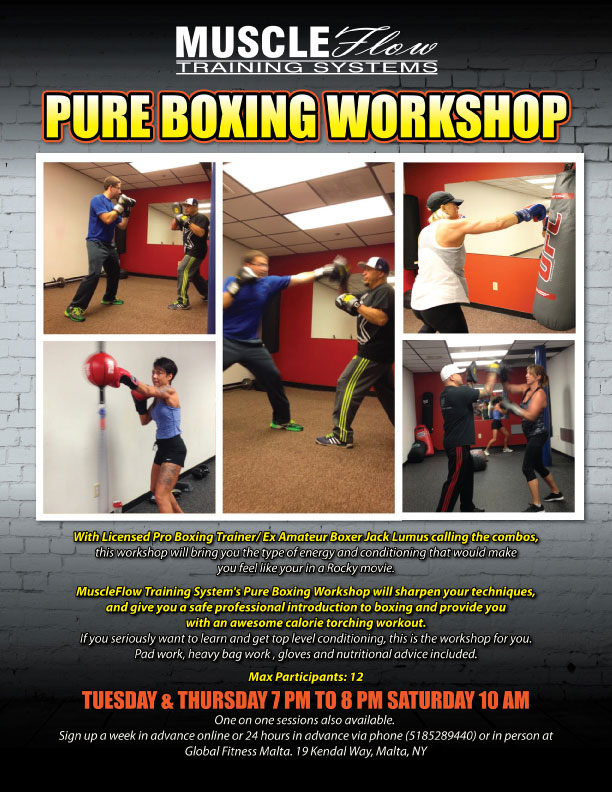 MUSCLE Flow
TRAINING SYSTEMS
PURE BOXING WORKSHOP
UFC
With Licensed Pro Boxing Trainer/ Ex Amateur Boxer Jack Lumus calling the combos,
this workshop will bring you the type of energy and conditioning that would make
you feel like your in a Rocky movie.
MuscleFlow Training System's Pure Boxing Workshop will sharpen your techniques,
and give you a safe professional introduction to boxing and provide you
with an awesome calorie torching workout.
If you seriously want to learn and get top level conditioning, this is the workshop for you.
Pad work, heavy bag work , gloves and nutritional advice included.
Max Participants: 12
TUESDAY & THURSDAY 7 PM TO 8 PM SATURDAY 10 AM
One on one sessions also available.
Sign up a week in advance online or 24 hours in advance via phone (5185289440) or in person at
Global Fitness Malta. 19 Kendal Way, Malta, NY